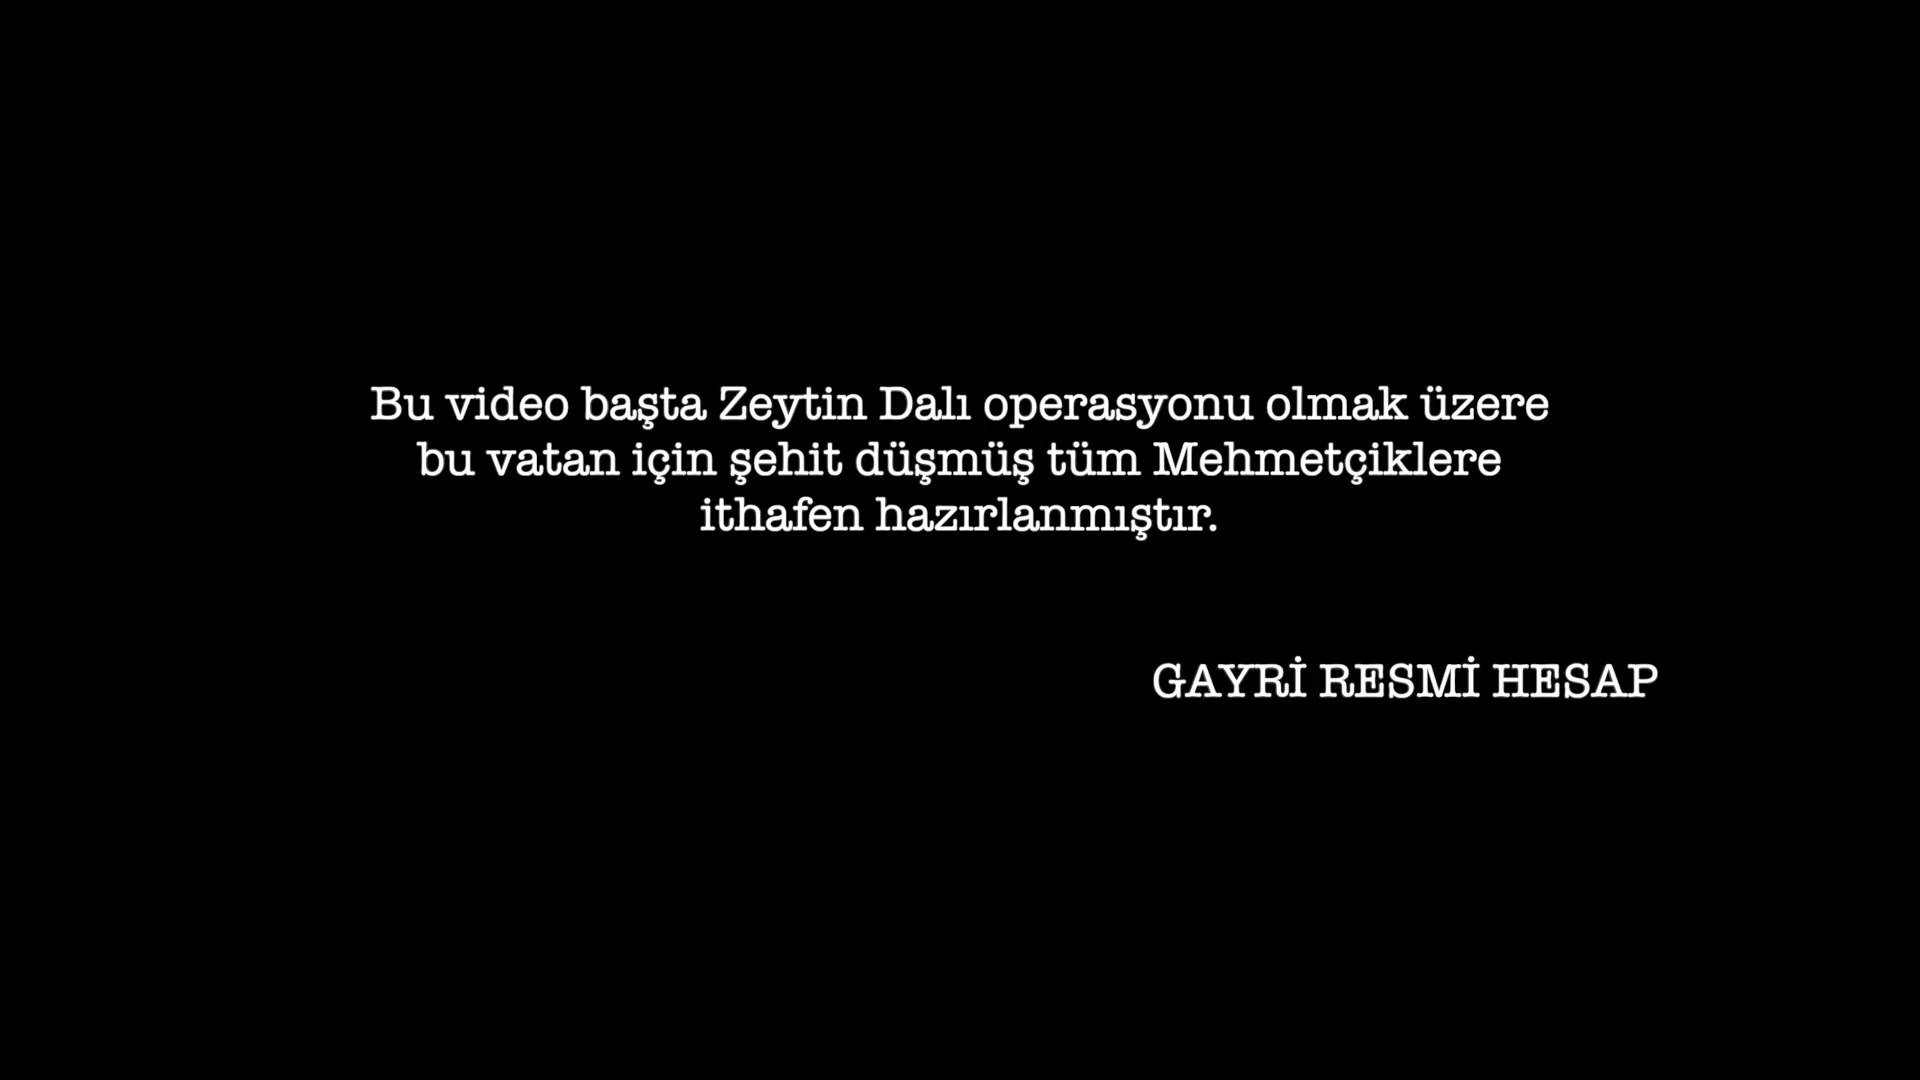 Bu video başta Zeytin Dalı operasyonu olmak üzere
bu vatan için şehit düşmüş tüm Mehmetçiklere
ithafen hazırlanmıştır.
GAYRİ RESMİ HESAP